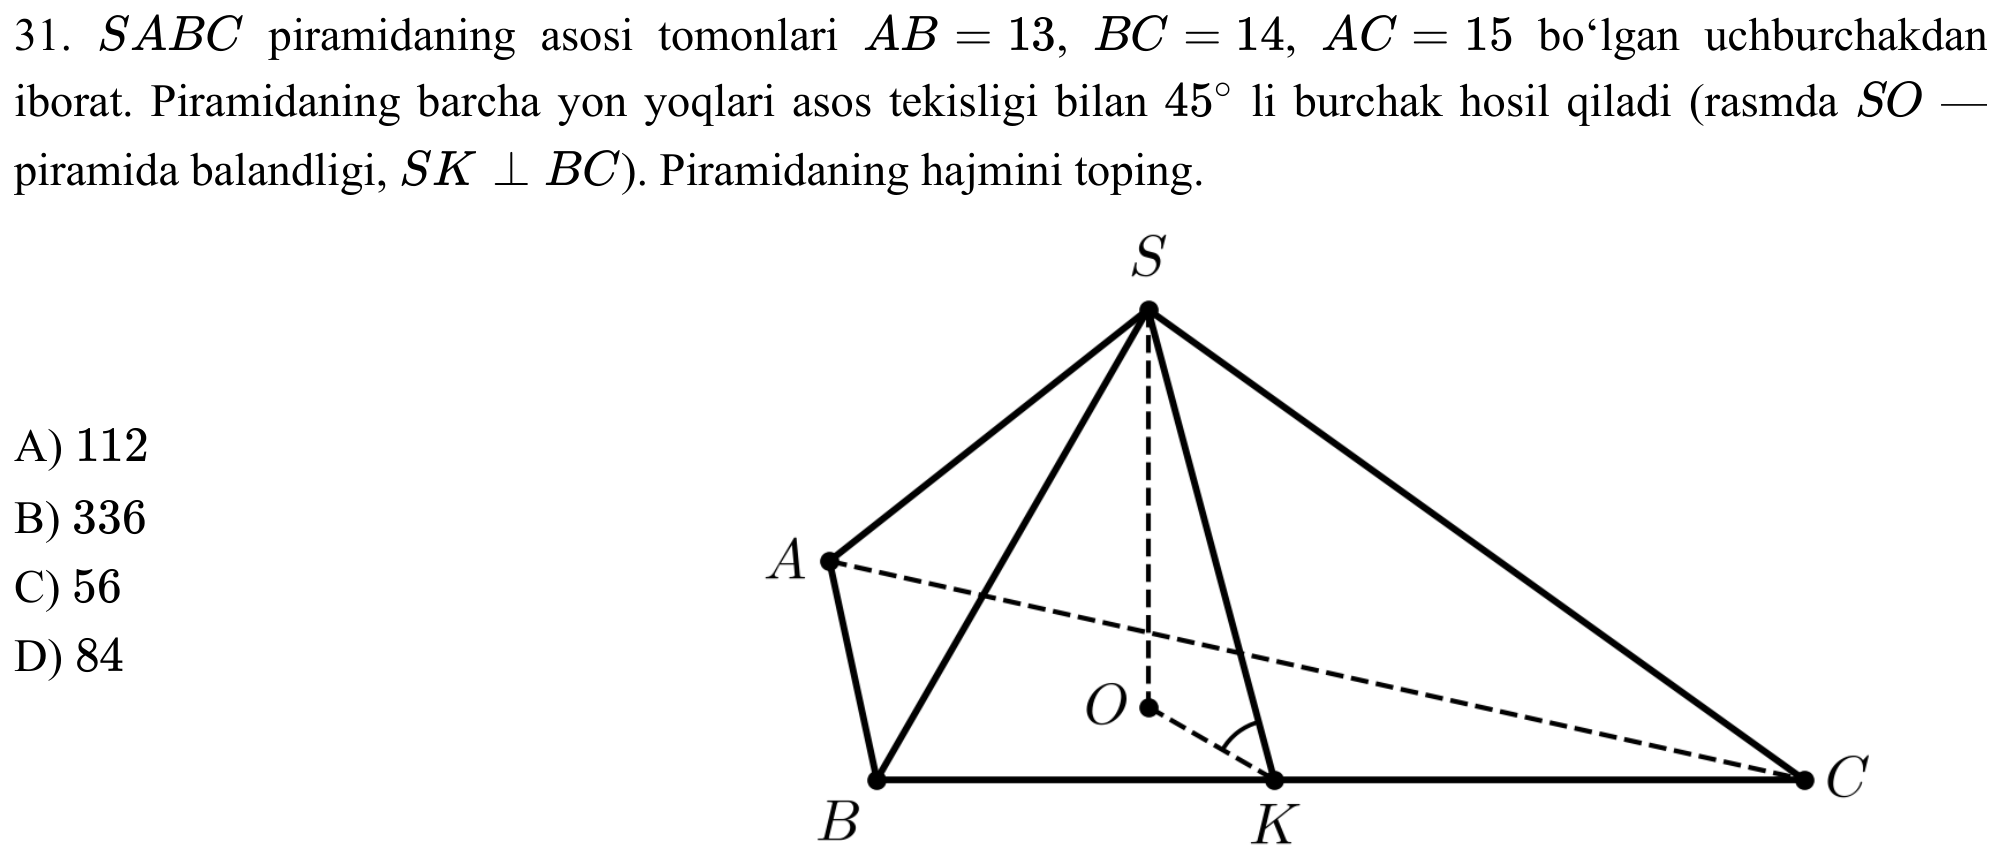 31. SABC piramidaning asosi tomonlari AB = 13, BC = 14, AC = 15 bo‘lgan uchburchakdan
iborat. Piramidaning barcha yon yoqlari asos tekisligi bilan 45° li burchak hosil qiladi (rasmda SO —
piramida balandligi, SK ⊥ BC). Piramidaning hajmini toping.
S
A) 112
B) 336
A
C) 56
D) 84
O
C
B
K